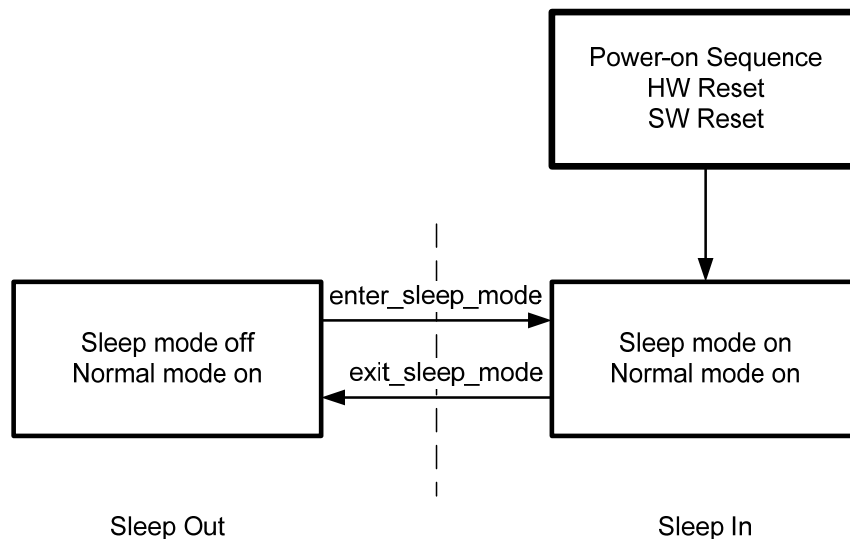 Power-on Sequence
HW Reset
SW Reset
enter_sleep_mode
Sleep mode off
Normal mode on
exit_sleep_mode
Sleep mode on
Normal mode on
Sleep Out
Sleep In